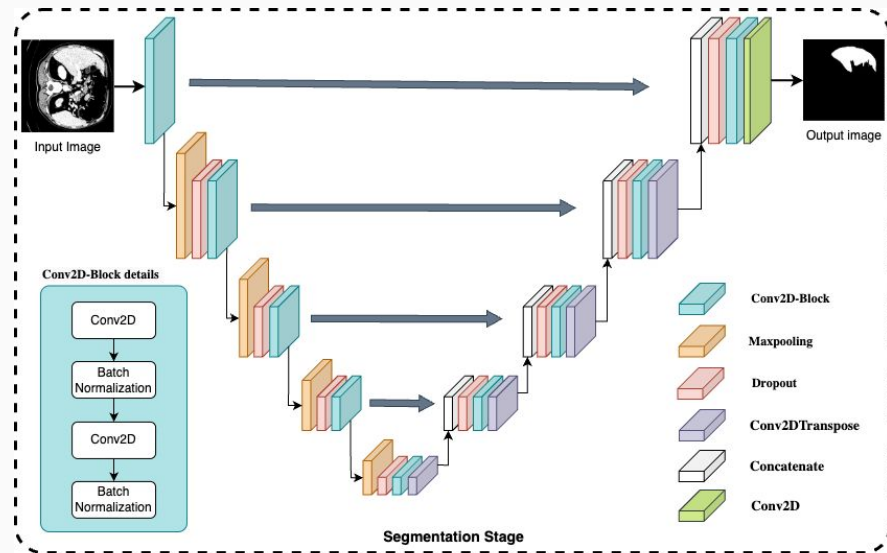 Input Image
Output image
Conv2D-Block details
Conv2D
Batch
Normalization
Conv2D
Batch
Normalization
Conv2D-Block
Maxpooling
Dropout
Conv2DTranspose
Concatenate
Conv2D
Segmentation Stage